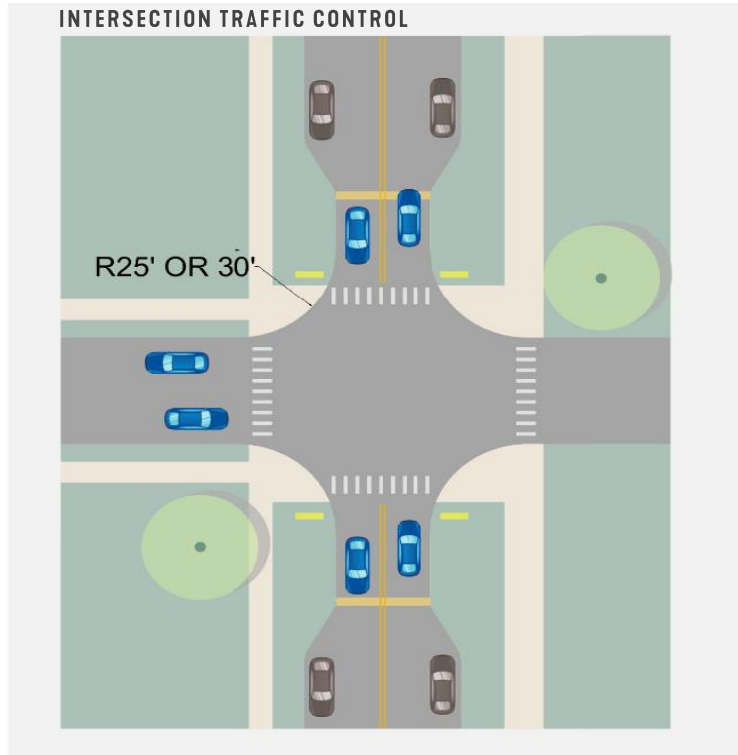 INTERSECTION TRAFFIC CONTROL
R25' OR 30'